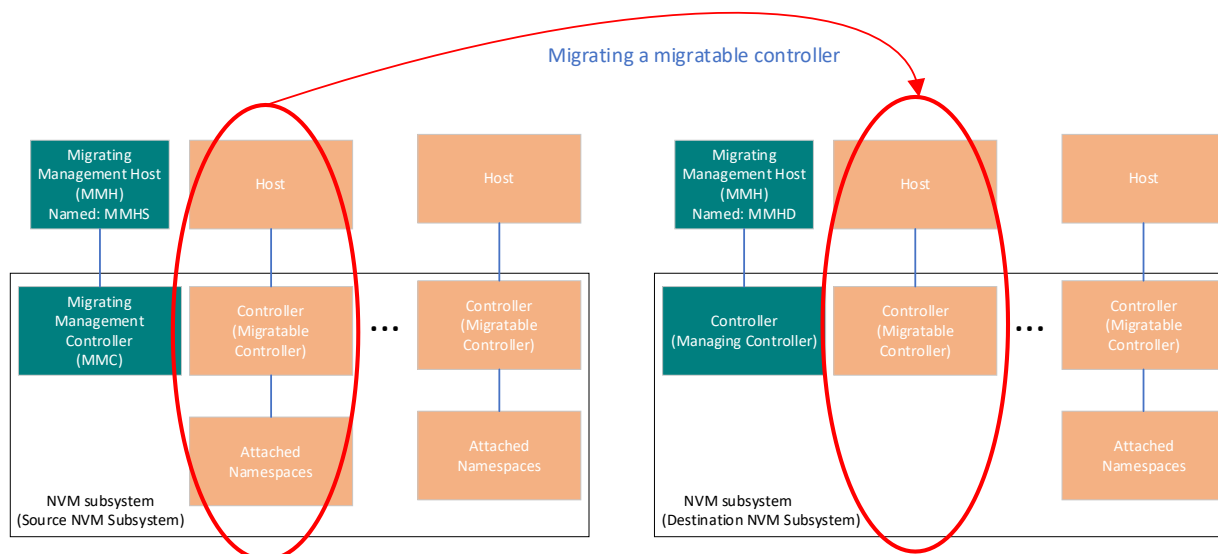 Migrating a migratable controller
Migrating
Management Host
(MMH)
Named: MMHS
Host
Host
Migrating
Management
Controller
(MMC)
Controller
(Migratable
Controller)
...
Controller
(Migratable
Controller)
Attached
Namespaces
Attached
Namespaces
NVM subsystem
(Source NVM Subsystem)
Migrating
Management Host
(MMH)
Named: MMHD
Host
Host
Controller
(Managing Controller)
Controller
(Migratable
Controller)
...
Controller
(Migratable
Controller)
Attached
Namespaces
NVM subsystem
(Destination NVM Subsystem)